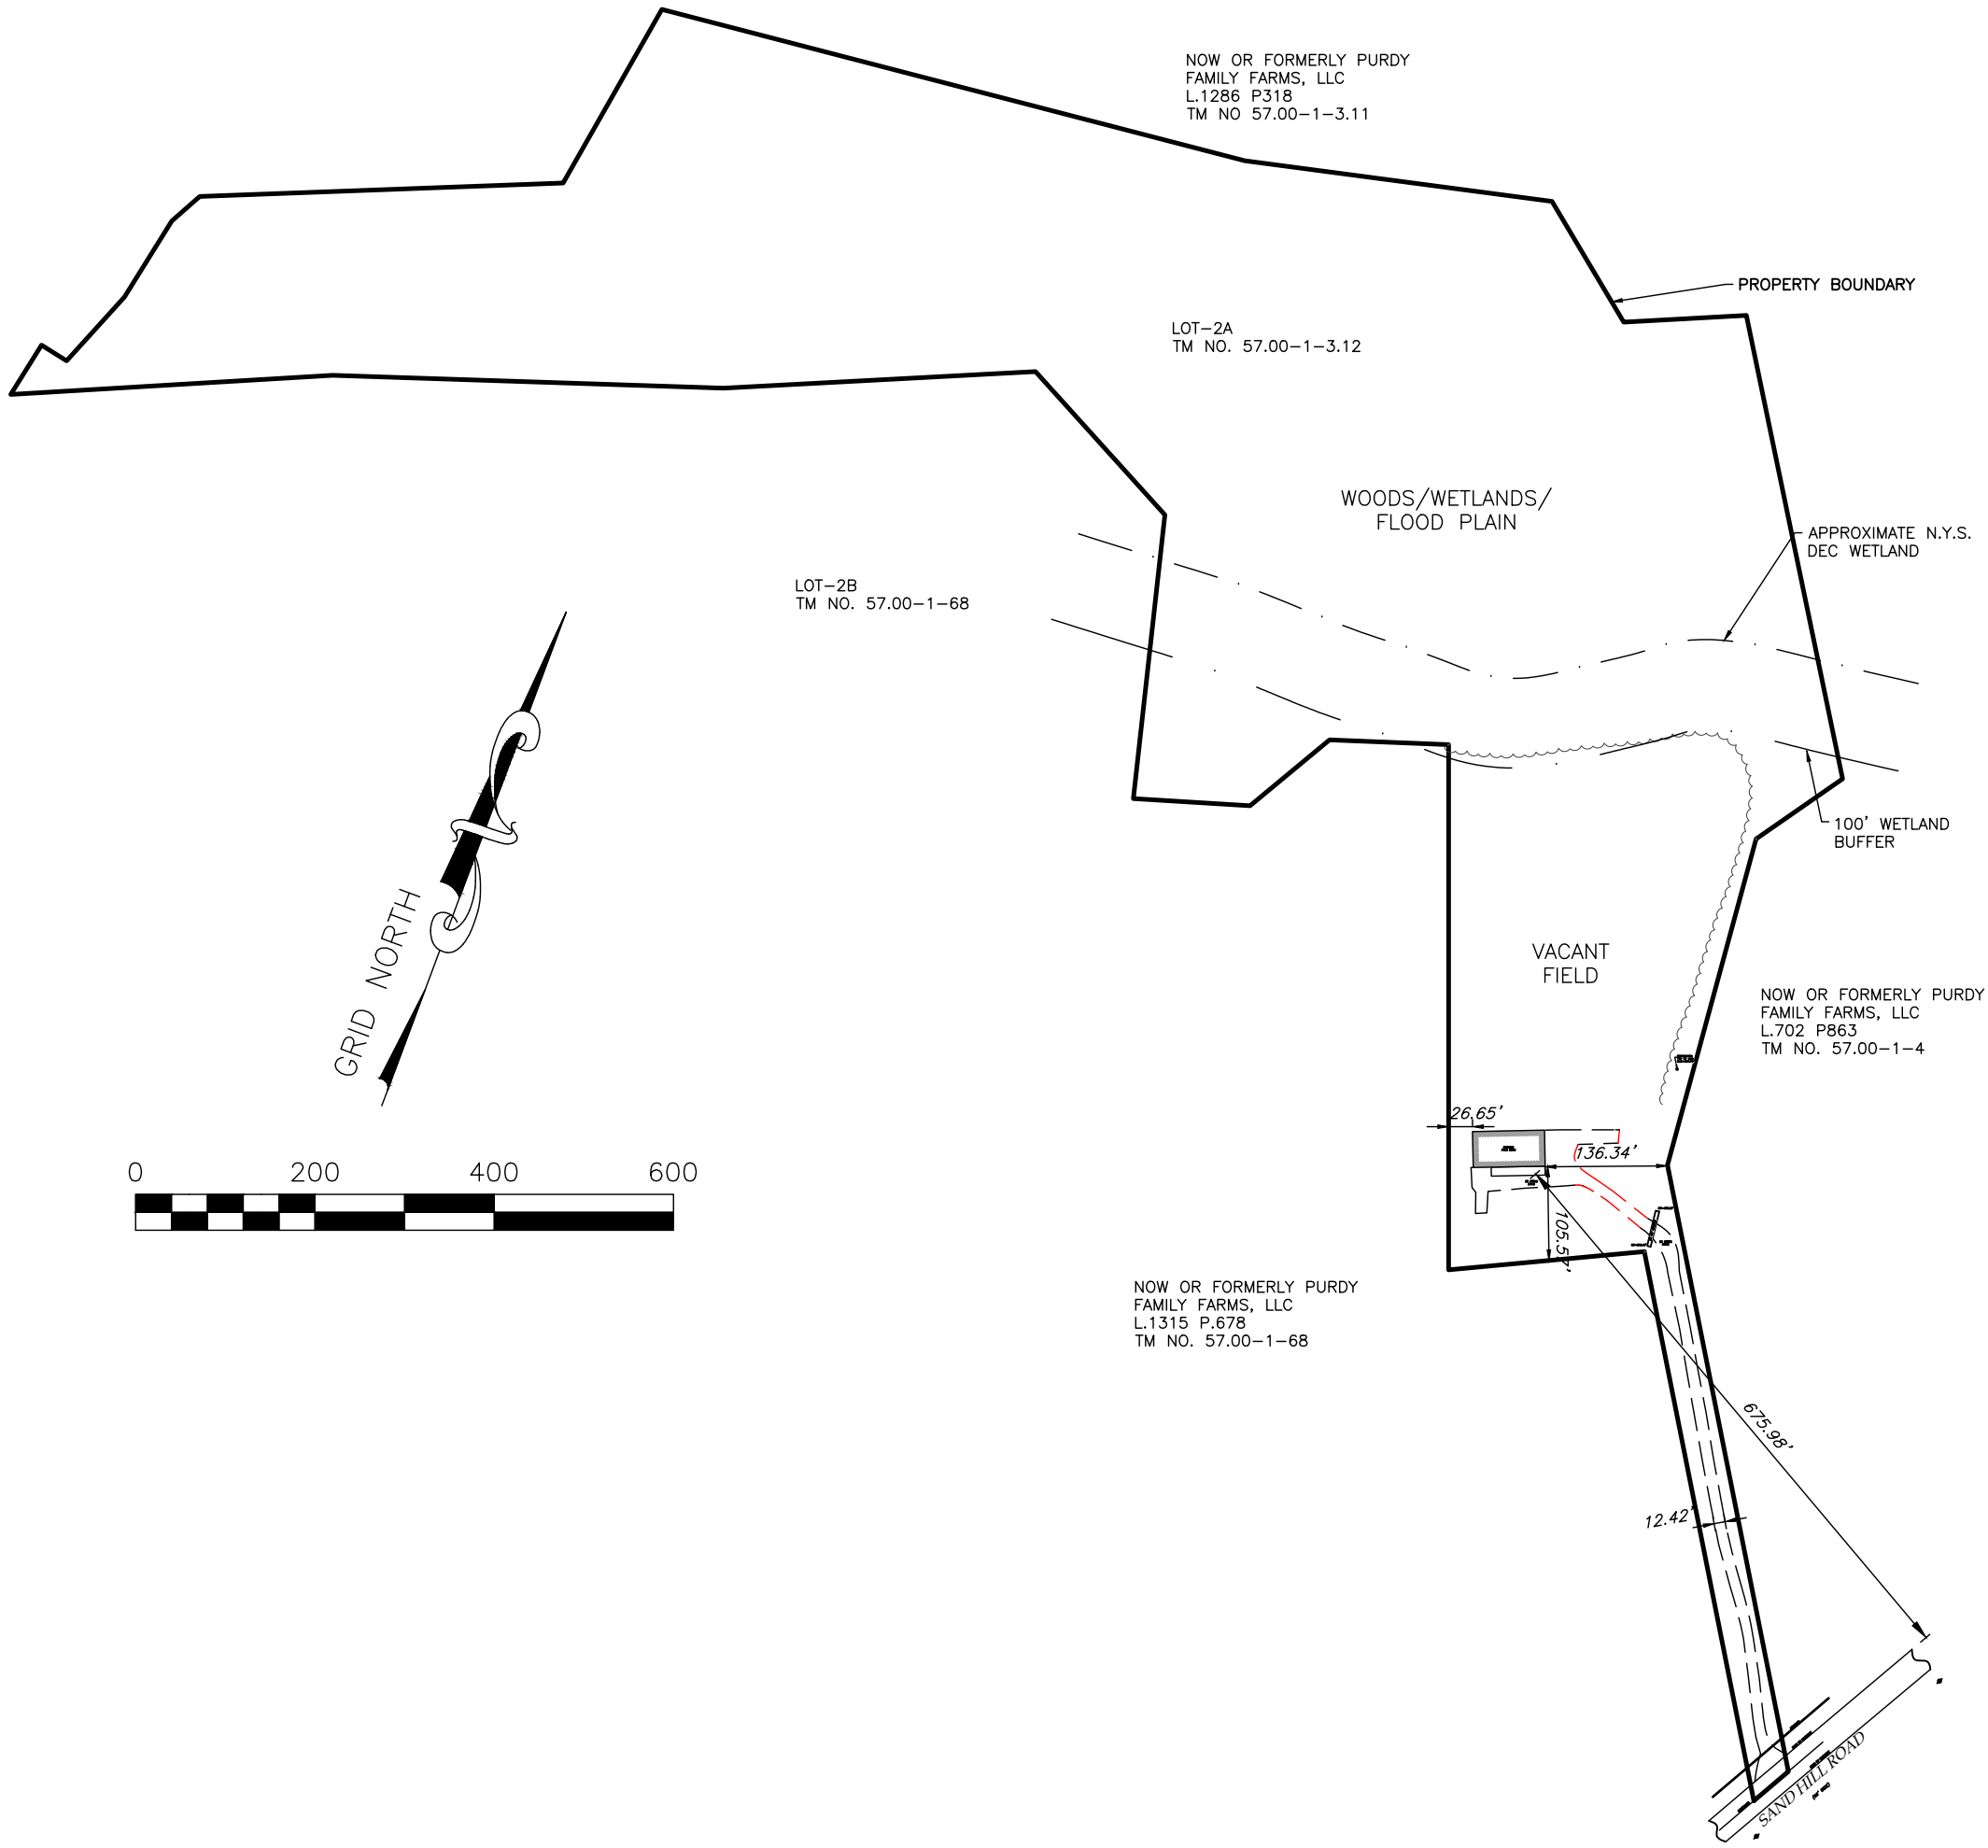 NOW OR FORMERLY PURDY
FAMILY FARMS, LLC
L.1286 P318
TM NO 57.00-1-3.11
PROPERTY BOUNDARY
LOT-2A
TM NO. 57.00-1-3.12
WOODS/WETLANDS/
FLOOD PLAIN
APPROXIMATE N.Y.S.
DEC WETLAND
LOT-2B
TM NO. 57.00-1-68
100' WETLAND
BUFFER
GRID NORTH
VACANT
FIELD
NOW OR FORMERLY PURDY
FAMILY FARMS, LLC
L.702 P863
TM NO. 57.00-1-4
26.65'
136.34'
0 200 400 600
NOW OR FORMERLY PURDY
FAMILY FARMS, LLC
L.1315 P.678
TM NO. 57.00-1-68
675.98'
12.42'
SAND HILL ROAD